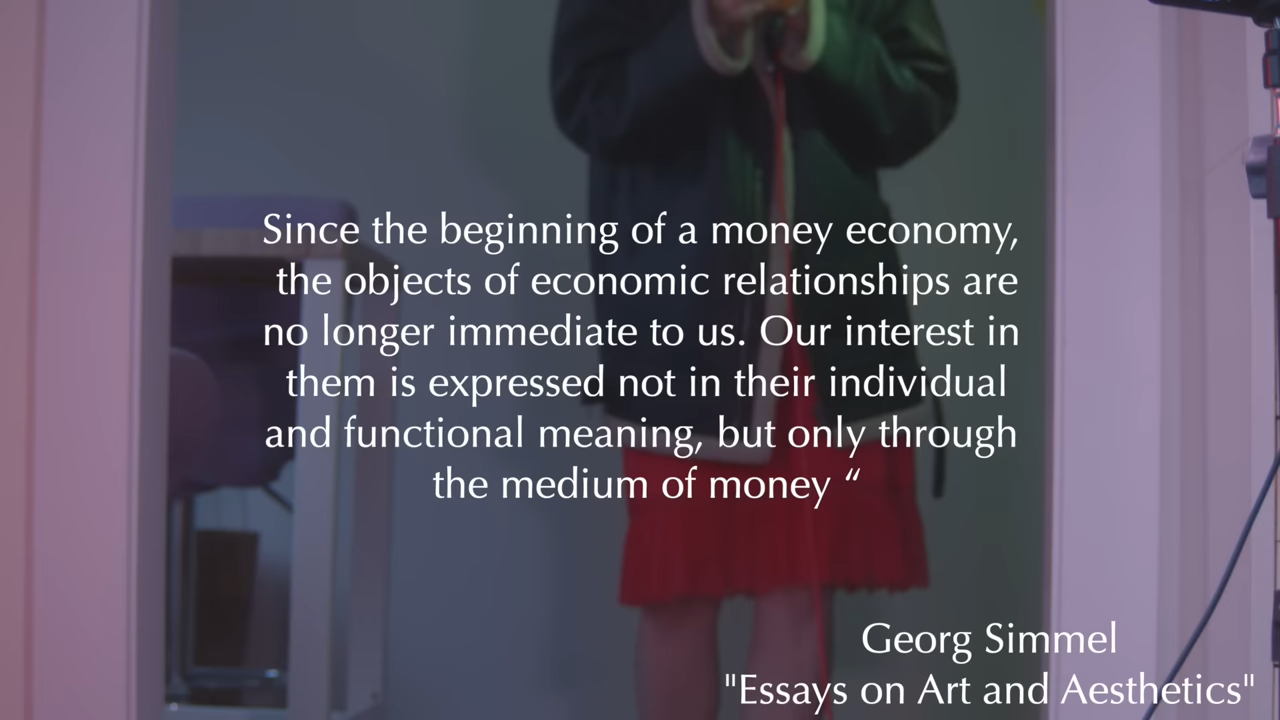 Since the beginning of a money economy,
the objects of economic relationships are
no longer immediate to us. Our interest in
them is expressed not in their individual
and functional meaning, but only through
the medium of money “
Georg Simmel
"Essays on Art and Aesthetics"